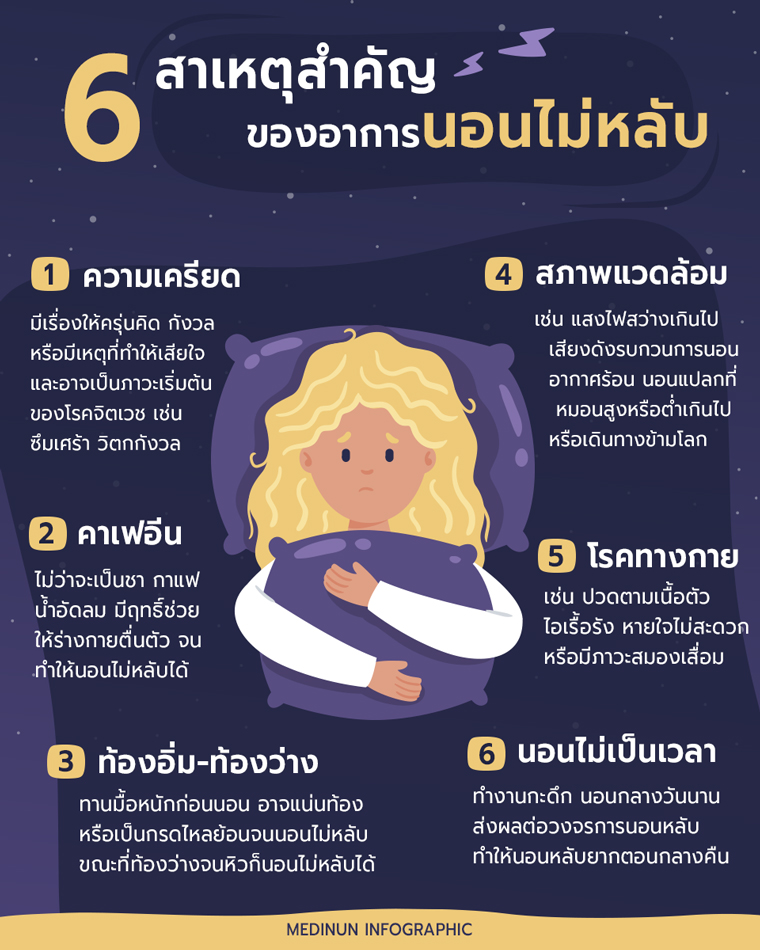 6 สาเหตุสำคัญ
ของอาการนอนไม่หลับ
1 ความเครียด
มีเรื่องให้ครุ่นคิด กังวล
หรือมีเหตุที่ทำให้เสียใจ
และอาจเป็นภาวะเริ่มต้น
ของโรคจิตเวช เช่น
ซึมเศร้า วิตกกังวล
2 คาเฟอีน
ไม่ว่าจะเป็นชา กาแฟ
น้ำอัดลม มีฤทธิ์ช่วย
ให้ร่างกายตื่นตัว จน
ทำให้นอนไม่หลับได้
3 ท้องอิ่ม-ท้องว่าง
ทานมื้อหนักก่อนนอน อาจแน่นท้อง
หรือเป็นกรดไหลย้อนจนนอนไม่หลับ
ขณะที่ท้องว่างจนหิวก็นอนไม่หลับได้
4 สภาพแวดล้อม
เช่น แสงไฟสว่างเกินไป
เสียงดังรบกวนการนอน
อากาศร้อน นอนแปลกที่
หมอนสูงหรือต่ำเกินไป
หรือเดินทางข้ามโลก
5 โรคทางกาย
เช่น ปวดตามเนื้อตัว
ไอเรื้อรัง หายใจไม่สะดวก
หรือมีภาวะสมองเสื่อม
6 นอนไม่เป็นเวลา
ทำงานกะดึก นอนกลางวันนาน
ส่งผลต่อวงจรการนอนหลับ
ทำให้นอนหลับยากตอนกลางคืน
MEDINUN INFOGRAPHIC